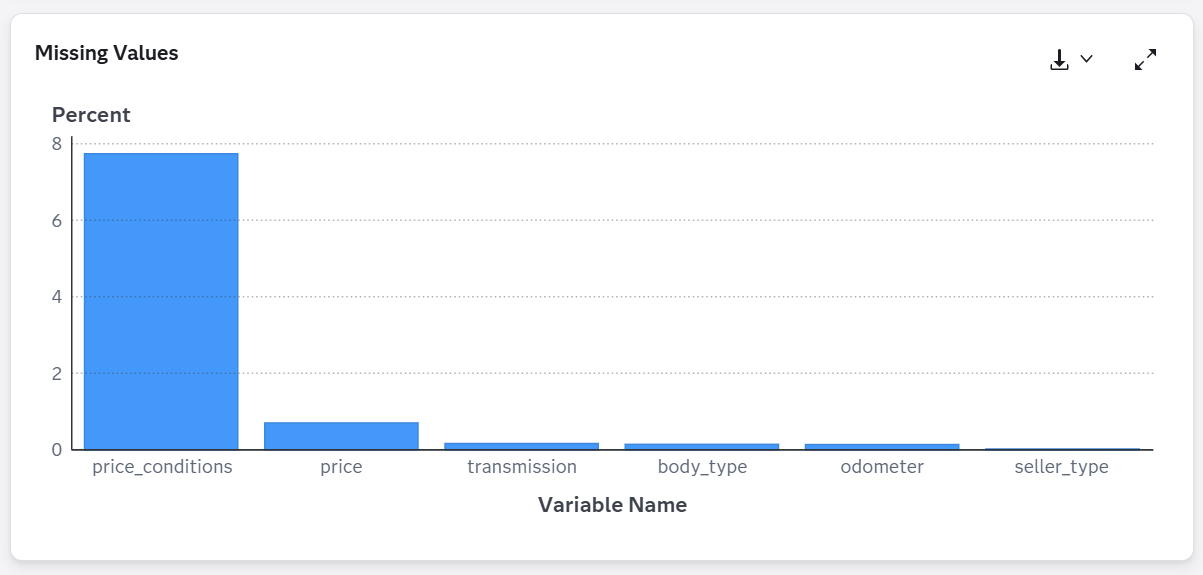 Missing Values
Percent
8
6
4
2
0
price_conditions price transmission body_type odometer seller_type
Variable Name